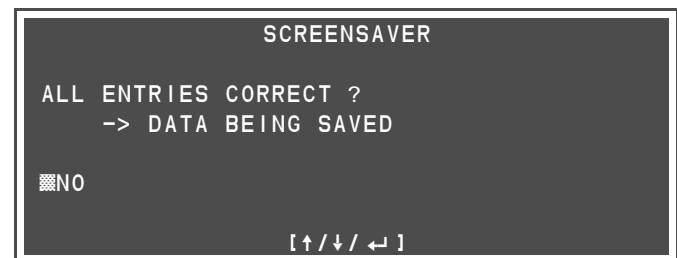 SCREENSAVER
ALL ENTRIES CORRECT ?
-> DATA BEING SAVED
▒NO
[↑/↓/↵]